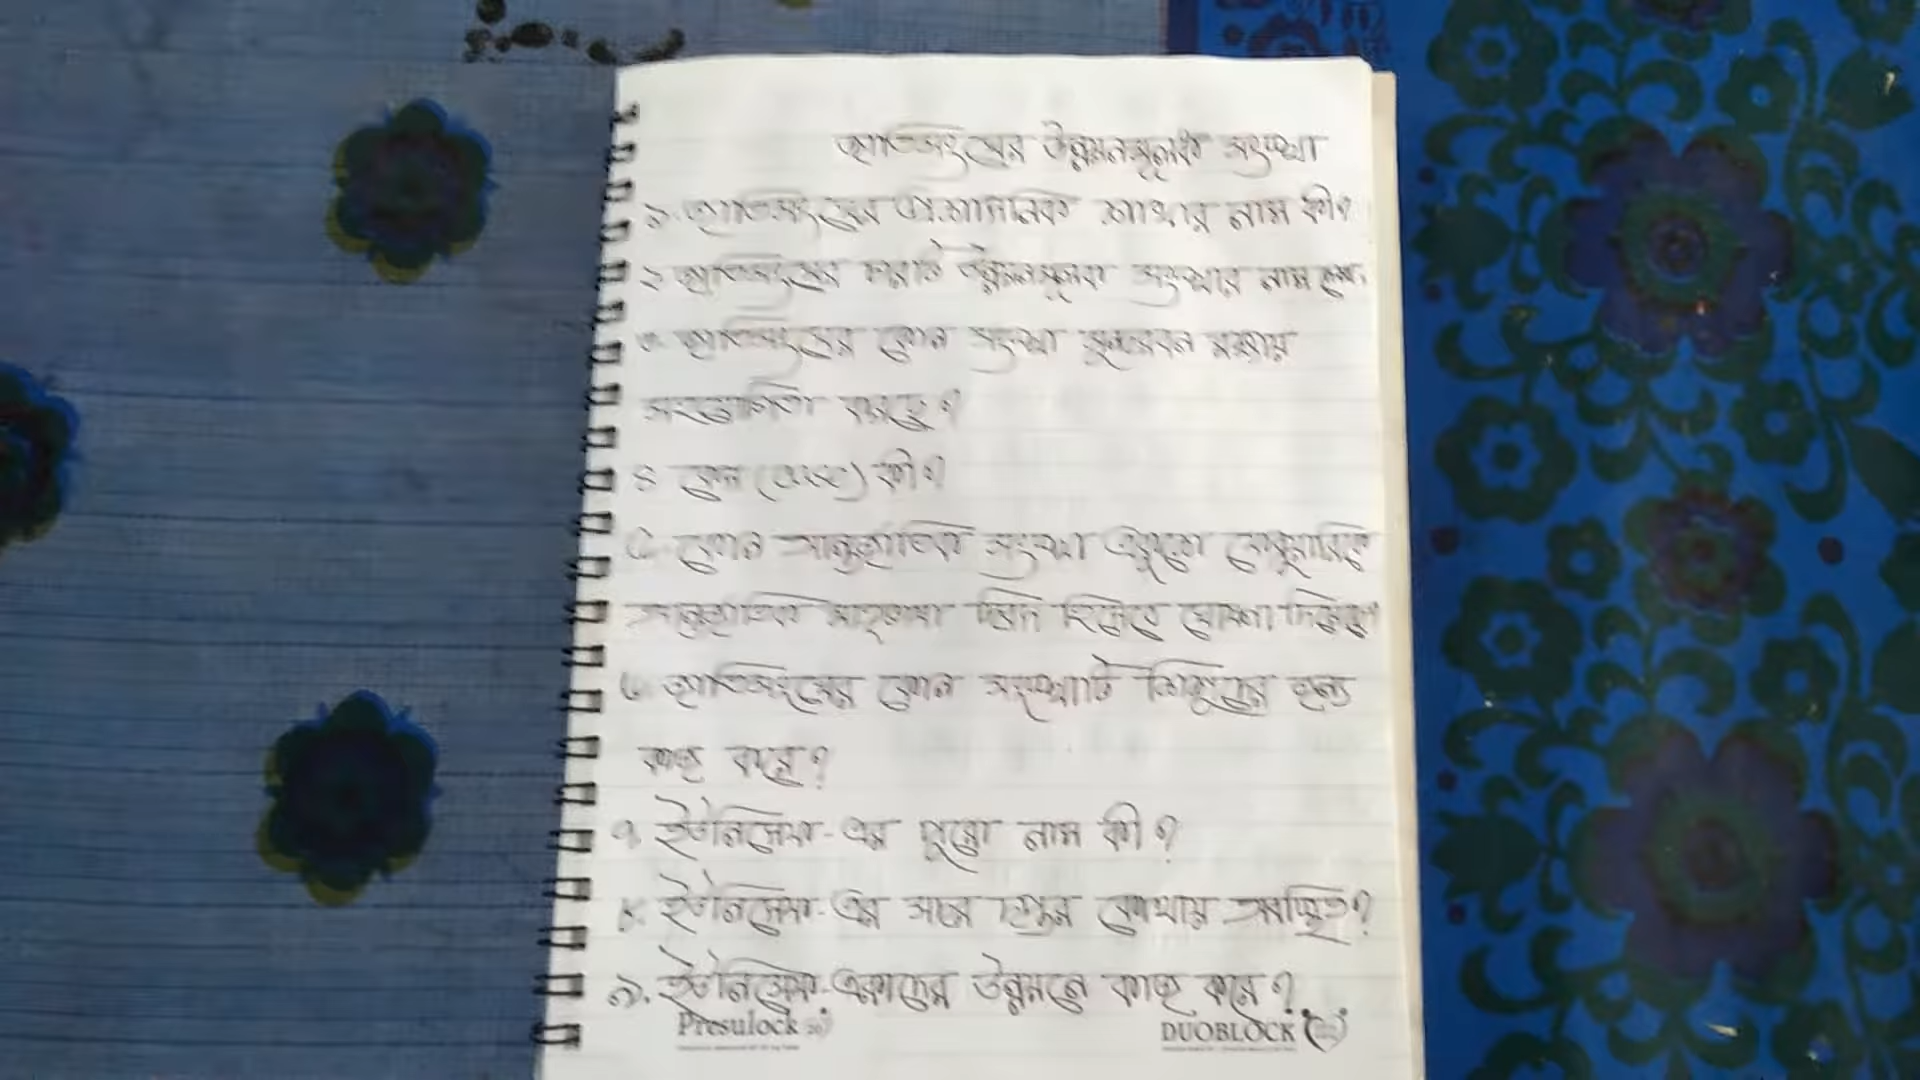 জাতিসংঘের উন্নয়নমূলক সংস্থা
১. জাতিসংঘের প্রশাসনিক শাখার নাম কী?
২ জাতিসংঘের কয়টি উন্নয়নমূলক সংস্থার নাম
৩. জাতিসংঘের কোন সংস্থা সুন্দরবন রক্ষায়
সহযোগিতা করছে?
৪ কী?
৫. কোন আন্তর্জাতিক সংস্থা একুশে ফেব্রুয়ারিকে
আন্তর্জাতিক মাতৃভাষা দিবস হিসেবে ঘোষণা দিয়েছে?
৬. জাতিসংঘের কোন সংস্থাটি শিশুদের জন্য
কাজ করে?
৭. ইউনিসেফ-এর পুরো নাম কী?
৮. ইউনিসেফ-এর সদর দপ্তর কোথায় অবস্থিত?
৯. ইউনিসেফ-এরকাদের উন্নয়নে কাজ করে?
Presulock DUOBLOCK